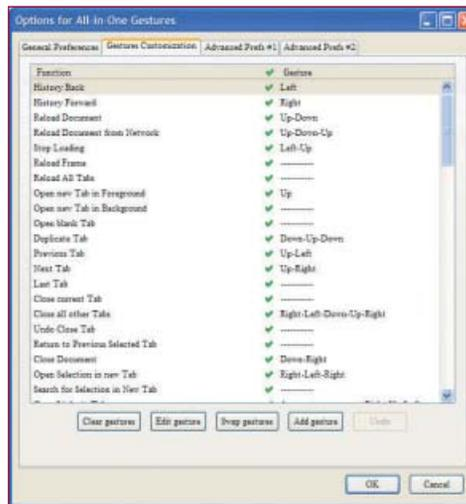 Options for All-in-One Gestures
General Preferences Gestures Customization Advanced Prefs #1 Advanced Prefs #2
Function Gesture
History Back Left
History Forward Right
Reload Document Up-Down
Reload Document from Network Up-Down-Up
Stop Loading Left-Up
Reload Frame ----------
Reload All Tabs ----------
Open new Tab in Foreground Up
Open new Tab in Background ----------
Open blank Tab ----------
Duplicate Tab Down-Up-Down
Previous Tab Up-Left
Next Tab Up-Right
Last Tab ----------
Close current Tab ----------
Close all other Tabs Right-Left-Down-Up-Right
Undo Close Tab ----------
Return to Previous Selected Tab ----------
Close Document Down-Right
Open Selection in new Tab Right-Left-Right
Search for Selection in New Tab ----------
Clear gestures Edit gesture Swap gestures Add gesture Undo
OK Cancel